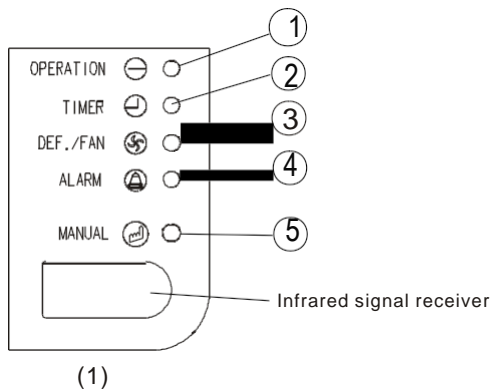 OPERATION 1
TIMER 2
DEF./FAN 3
ALARM 4
MANUAL 5
Infrared signal receiver
(1)